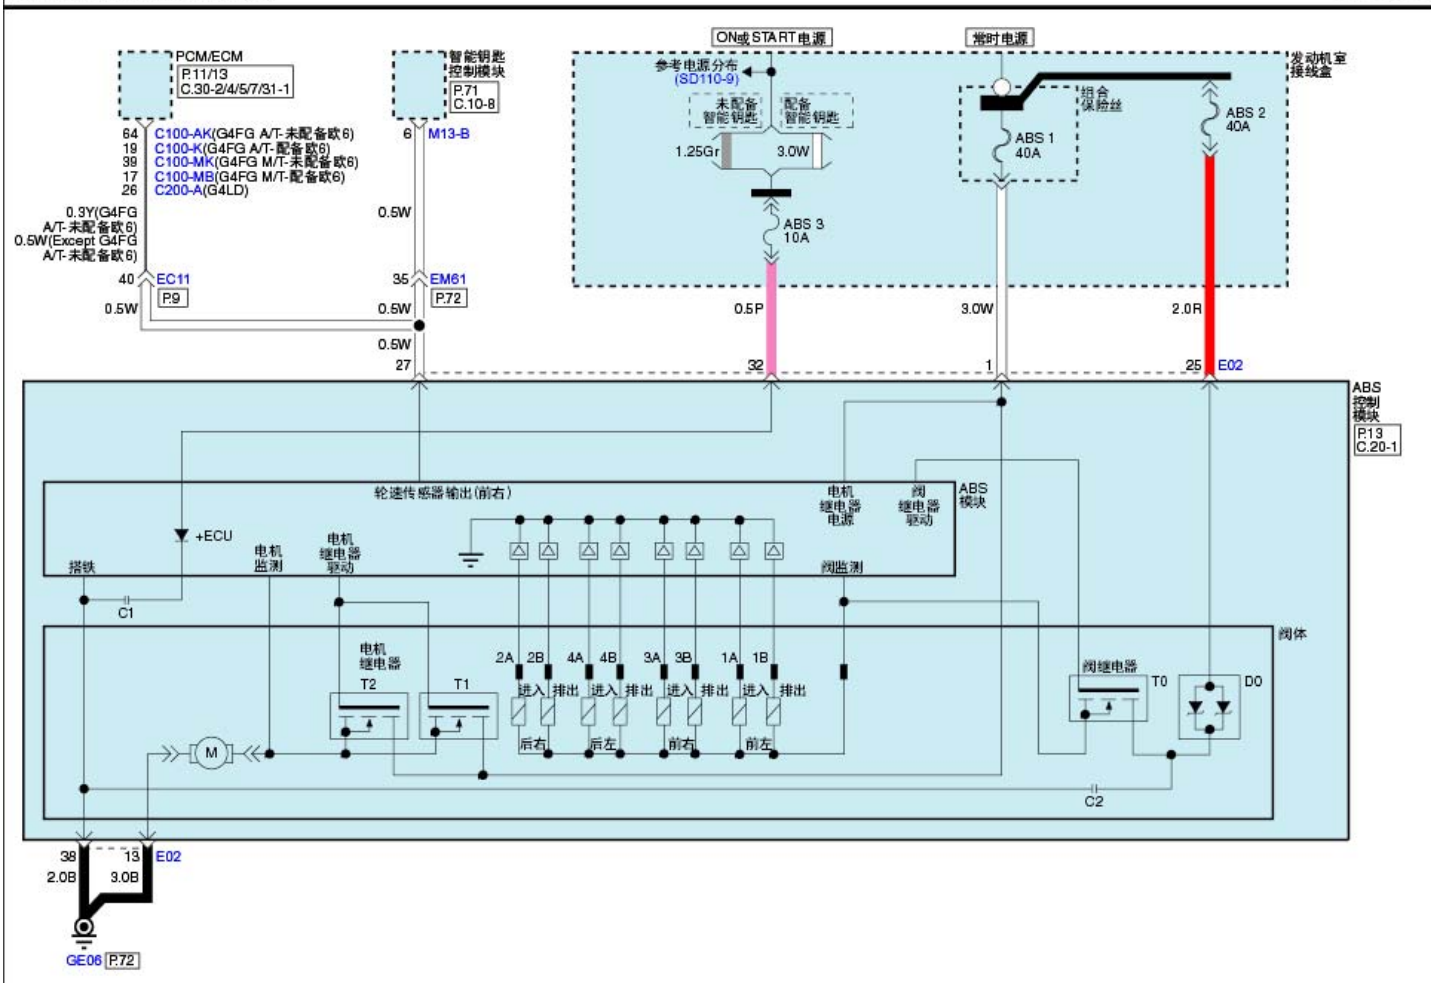 ON或START 电源
常时电源
PCM/ECM
P.11/13
C.30-2/4/5/7/31-1
智能钥匙
控制模块
P.71
C.10-8
参考电源分布
(SD110-9)
未配备
智能钥匙
配备
智能钥匙
1.25Gr
3.0W
ABS 3
10A
组合
保险丝
ABS 1
40A
ABS 2
40A
发动机室
接线盒
64 C100-AK(G4FG A/T-未配备欧6)
19 C100-K(G4FG A/T-配备欧6)
39 C100-MK(G4FG M/T-未配备欧6)
17 C100-MB(G4FG M/T-配备欧6)
26 C200-A(G4LD)
6 M13-B
0.3Y(G4FG
A/T-未配备欧6)
0.5W(Except G4FG
A/T-未配备欧6)
0.5W
40 EC11
P.9
35 EM61
P.72
0.5W
0.5W
0.5W
0.5P
3.0W
2.0R
27
32
1
25 E02
ABS
控制
模块
P.13
C.20-1
轮速传感器输出(前右)
电机
继电器
电源
阀
继电器
驱动
ABS
模块
+ECU
搭铁
电机
监测
电机
继电器
驱动
阀监测
C1
阀体
电机
继电器
T2
T1
2A 2B 4A 4B 3A 3B 1A 1B
进入 排出 进入 排出 进入 排出 进入 排出
后右 后左 前右 前左
阀继电器
T0
D0
M
C2
38
13 E02
2.0B
3.0B
GE06 P.72